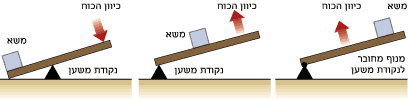 כיוון הכוח
משא
נקודת משען
כיוון הכוח
משא
נקודת משען
משא
כיוון הכוח
מנוף מחובר
לנקודת משען